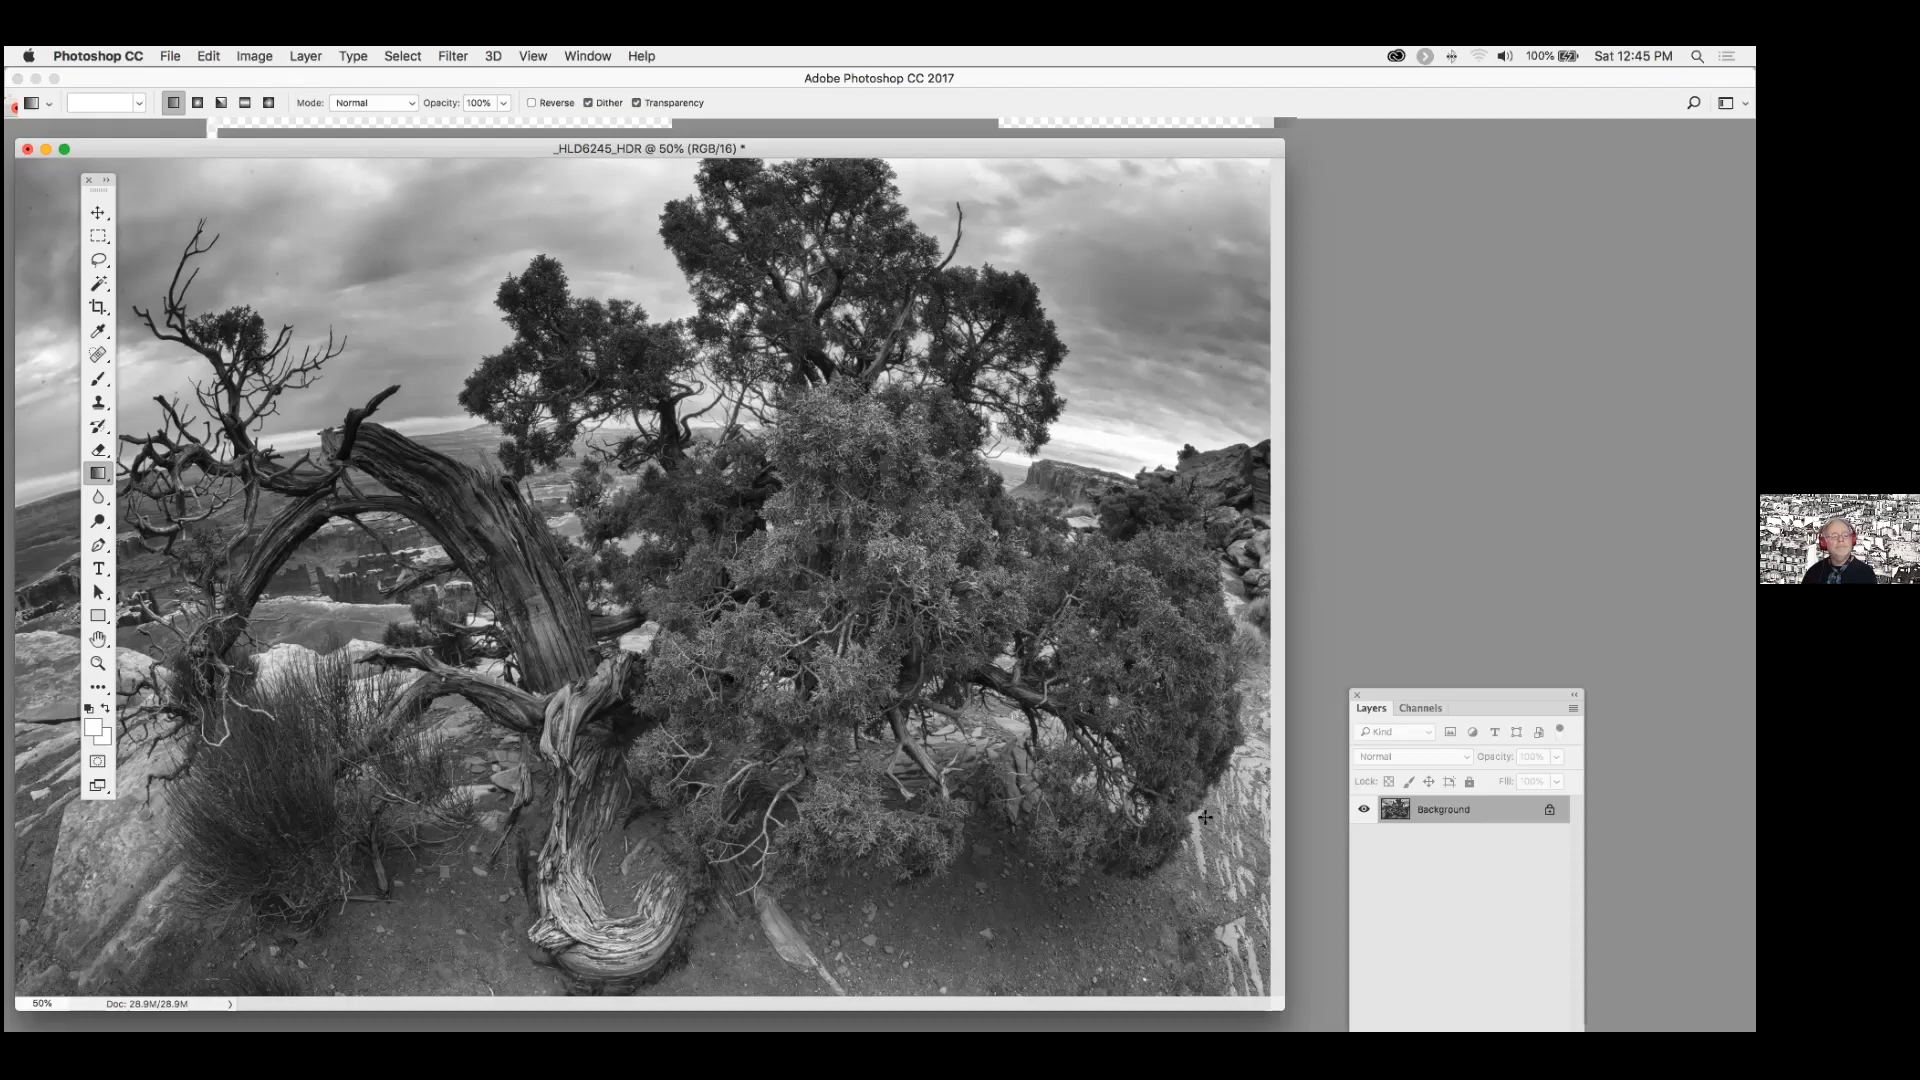 Photoshop CC File Edit Image Layer Type Select Filter 3D View Window Help 100% Sat 12:45 PM
Adobe Photoshop CC 2017
Mode: Normal Opacity: 100% Reverse Dither Transparency
_HLD6245_HDR @ 50% (RGB/16) *
T
Layers Channels
Kind T
Normal Opacity: 100%
Lock: Fill: 100%
Background
50% Doc: 28.9M/28.9M